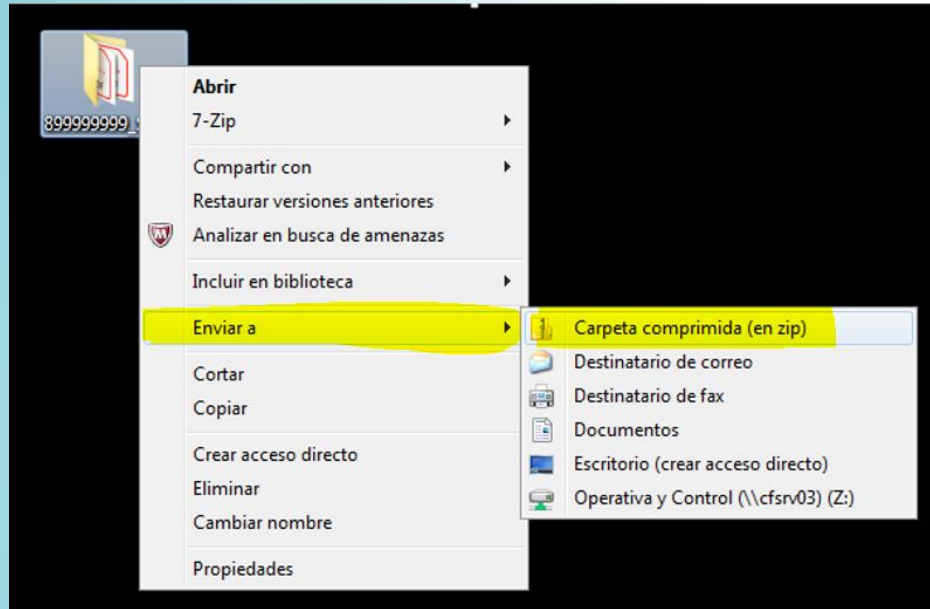 899999999_
Abrir
7-Zip
Compartir con
Restaurar versiones anteriores
Analizar en busca de amenazas
Incluir en biblioteca
Enviar a
Cortar
Copiar
Crear acceso directo
Eliminar
Cambiar nombre
Propiedades
Carpeta comprimida (en zip)
Destinatario de correo
Destinatario de fax
Documentos
Escritorio (crear acceso directo)
Operativa y Control (\\cfsrv03) (Z:)